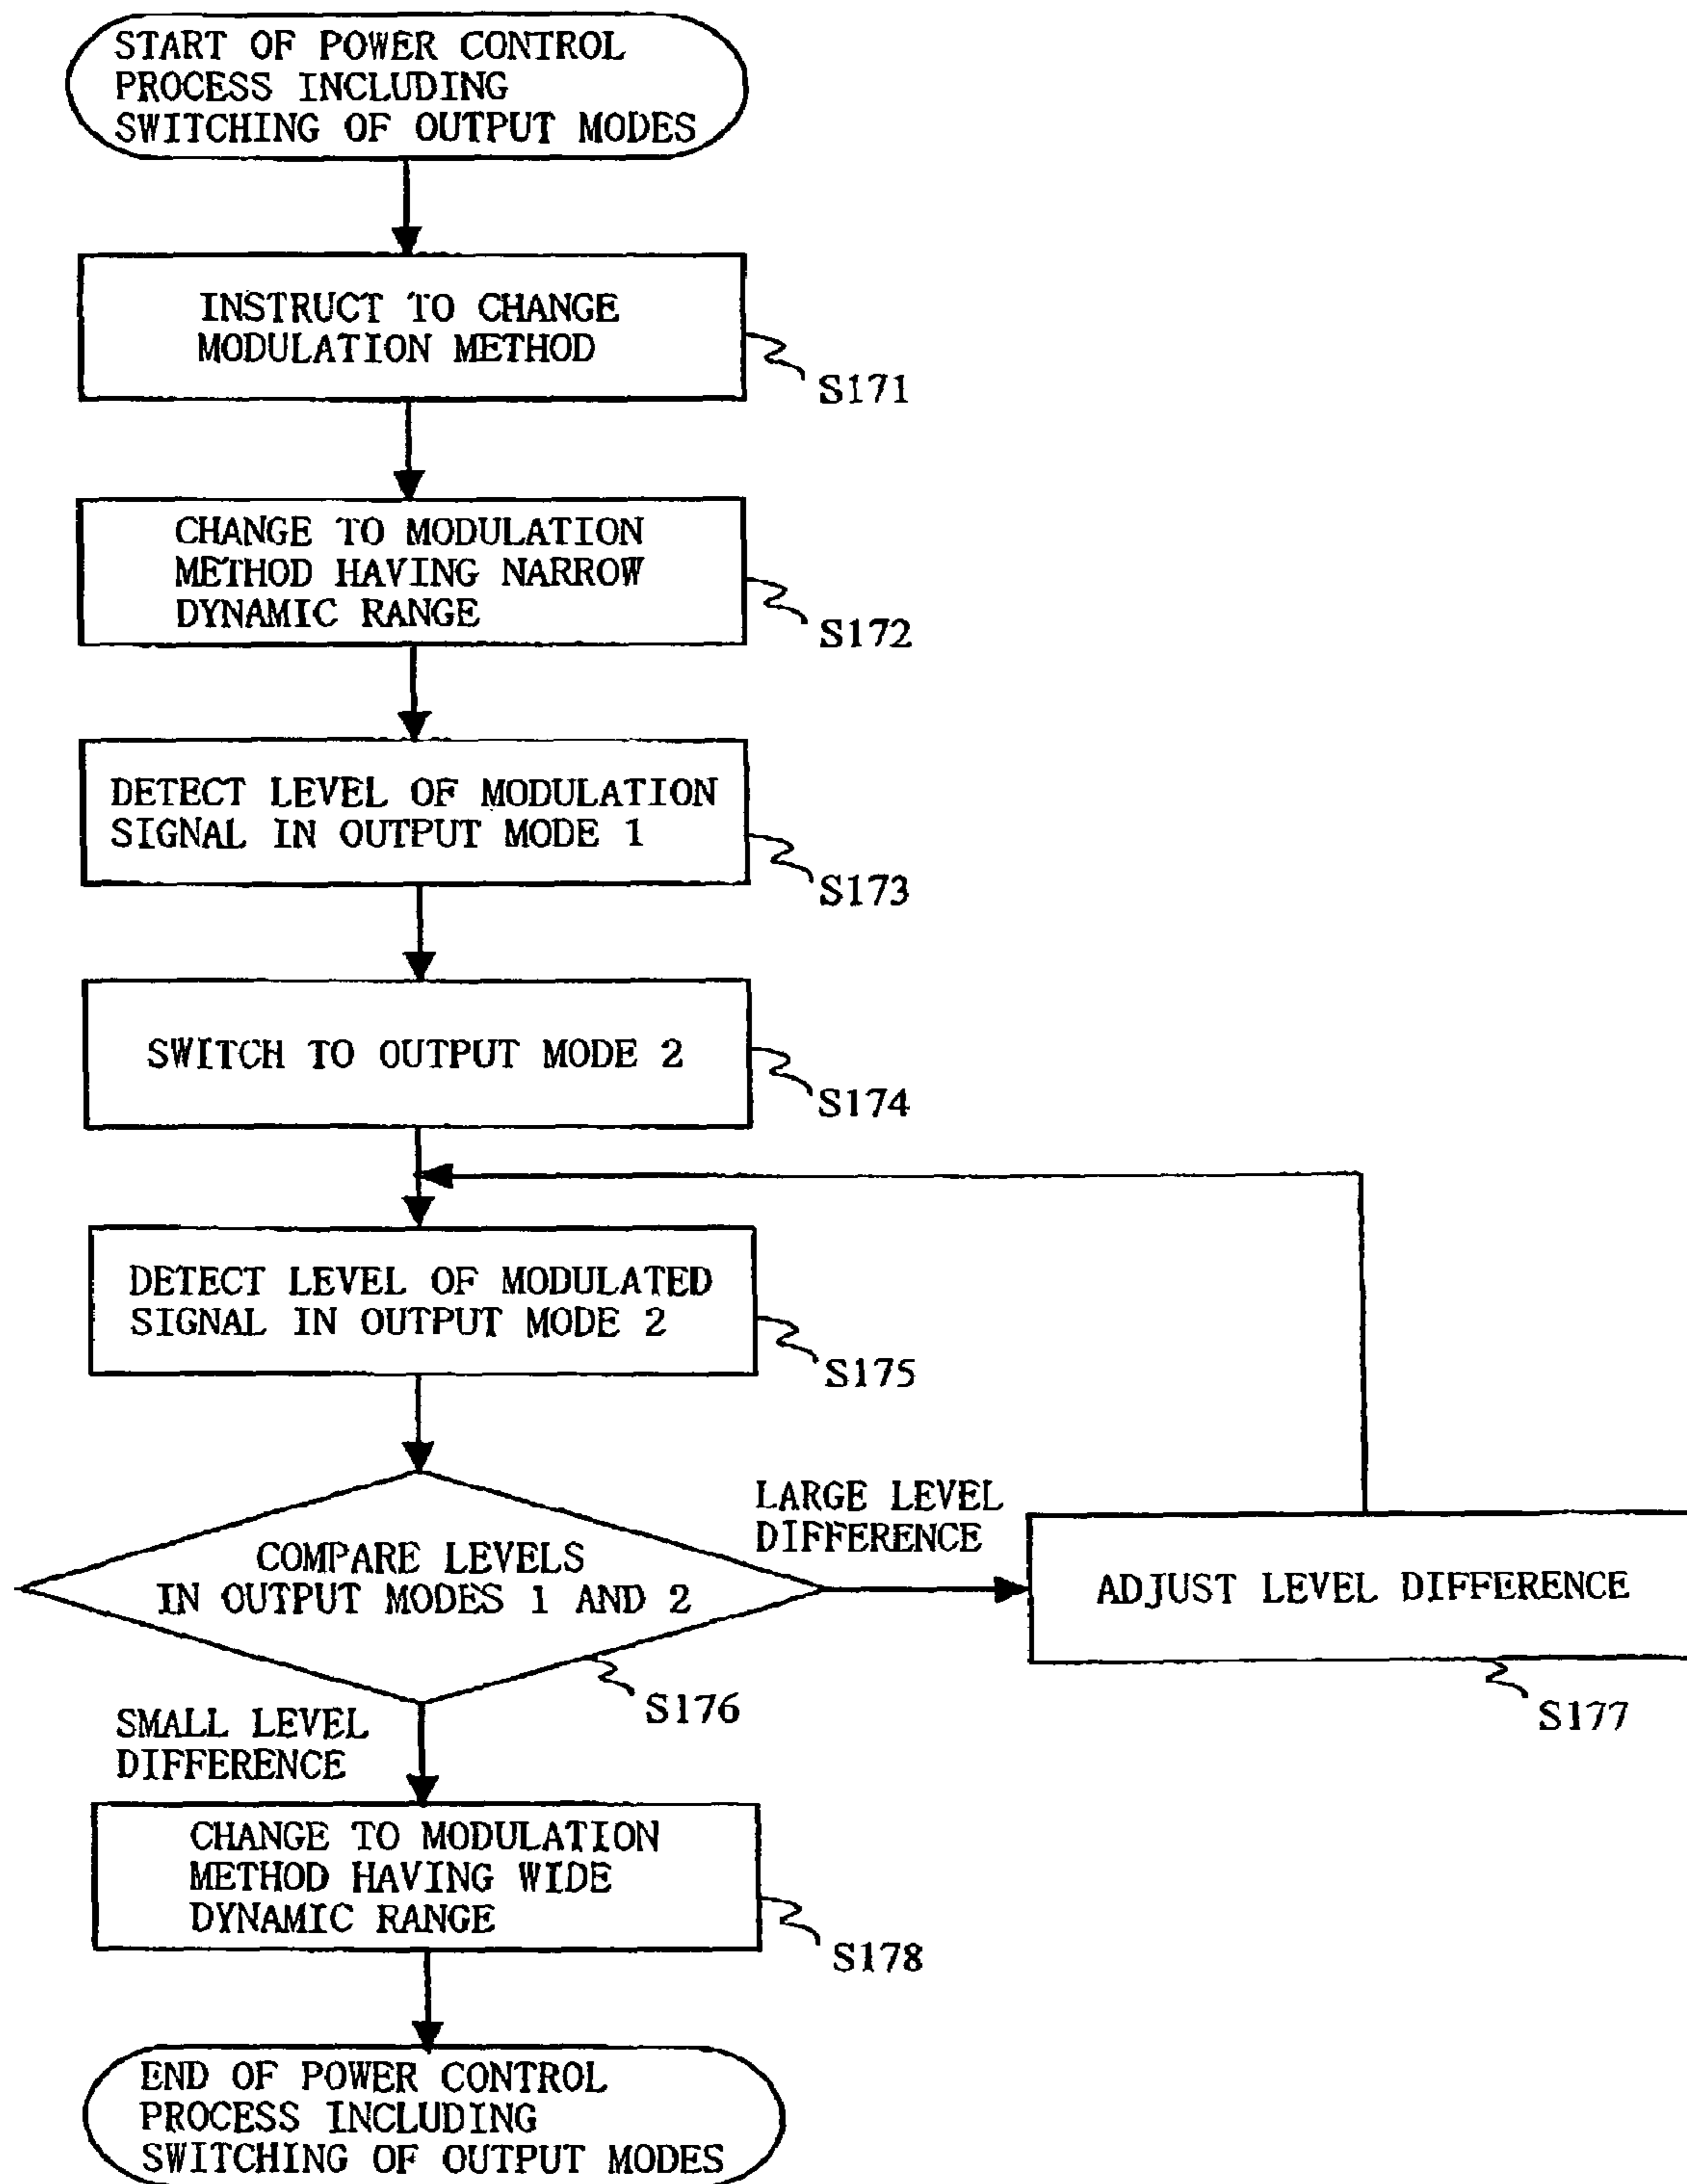 START OF POWER CONTROL
PROCESS INCLUDING
SWITCHING OF OUTPUT MODES
INSTRUCT TO CHANGE
MODULATION METHOD
S171
CHANGE TO MODULATION
METHOD HAVING NARROW
DYNAMIC RANGE
S172
DETECT LEVEL OF MODULATION
SIGNAL IN OUTPUT MODE 1
S173
SWITCH TO OUTPUT MODE 2
S174
DETECT LEVEL OF MODULATED
SIGNAL IN OUTPUT MODE 2
S175
COMPARE LEVELS
IN OUTPUT MODES 1 AND 2
S176
LARGE LEVEL
DIFFERENCE
ADJUST LEVEL DIFFERENCE
S177
SMALL LEVEL
DIFFERENCE
CHANGE TO MODULATION
METHOD HAVING WIDE
DYNAMIC RANGE
S178
END OF POWER CONTROL
PROCESS INCLUDING
SWITCHING OF OUTPUT MODES